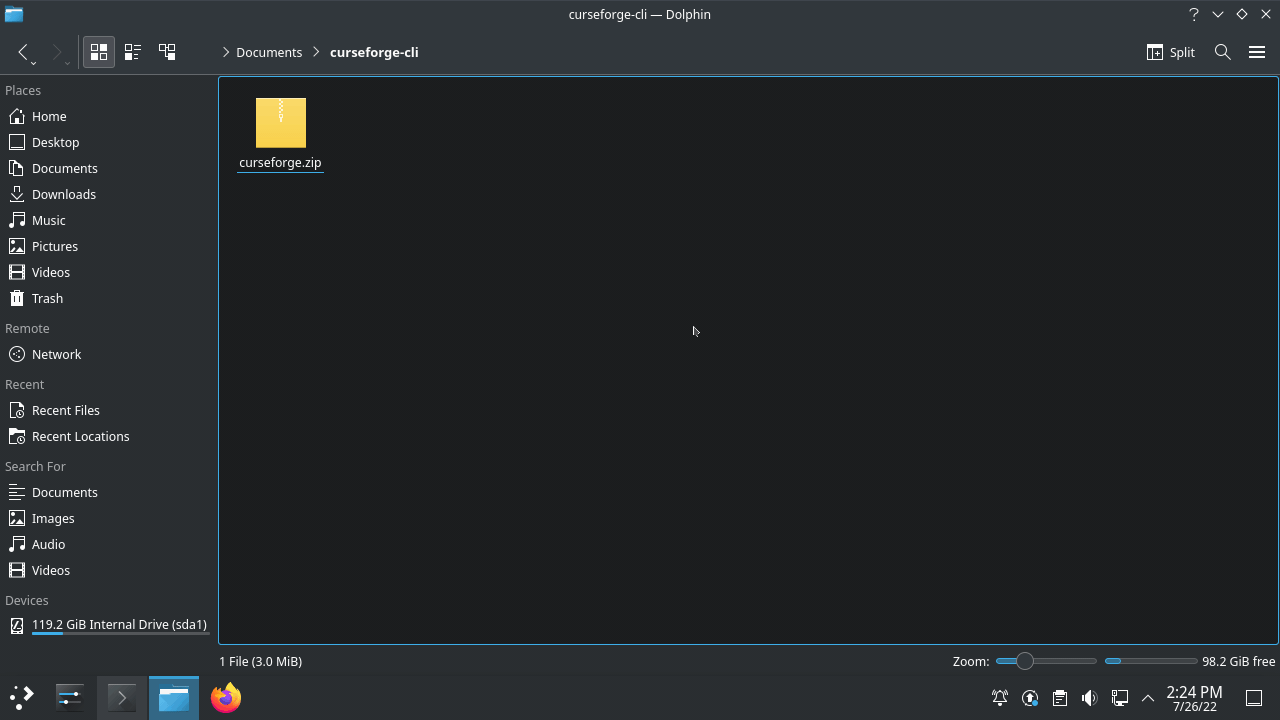 curseforge-cli — Dolphin
Documents
curseforge-cli
Split
Places
Home
Desktop
Documents
Downloads
Music
Pictures
Videos
Trash
Remote
Network
Recent
Recent Files
Recent Locations
Search For
Documents
Images
Audio
Videos
Devices
119.2 GiB Internal Drive (sda1)
curseforge.zip
1 File (3.0 MiB)
Zoom:
98.2 GiB free
2:24 PM
7/26/22